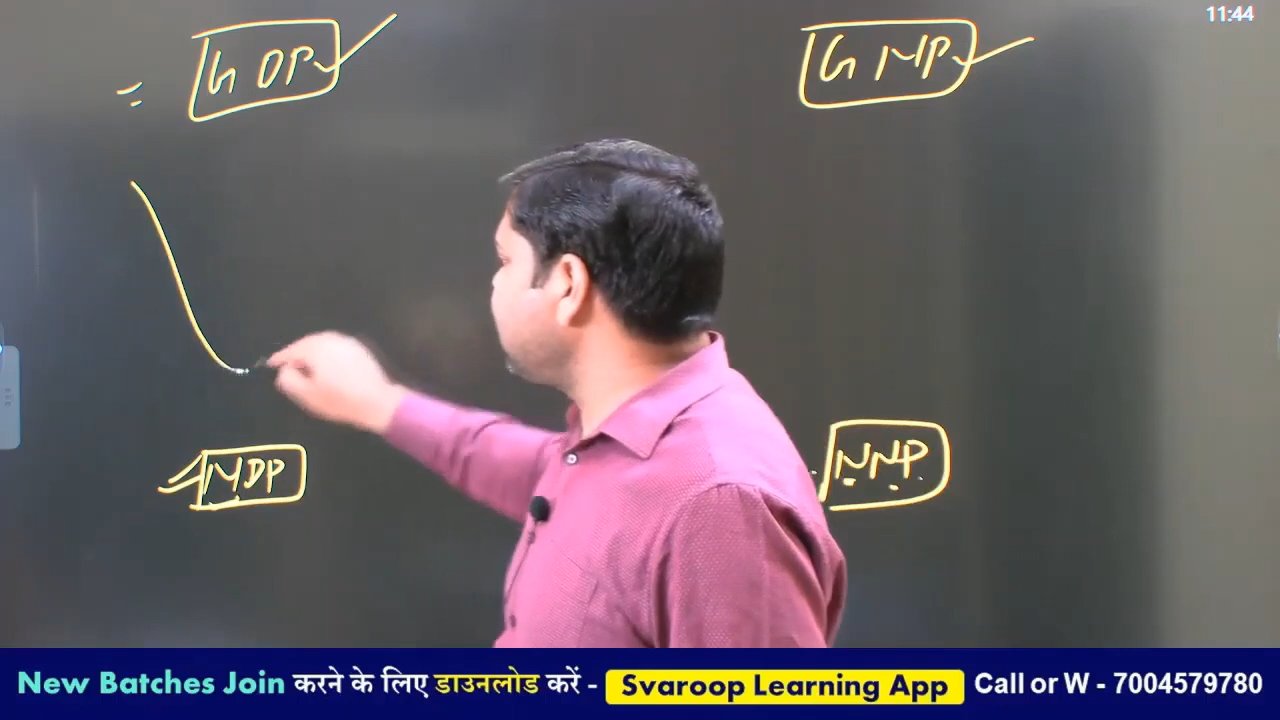 11:44
GDP
GNP
NDP
NNP
New Batches Join करने के लिए डाउनलोड करें - Svaroop Learning App Call or W - 7004579780